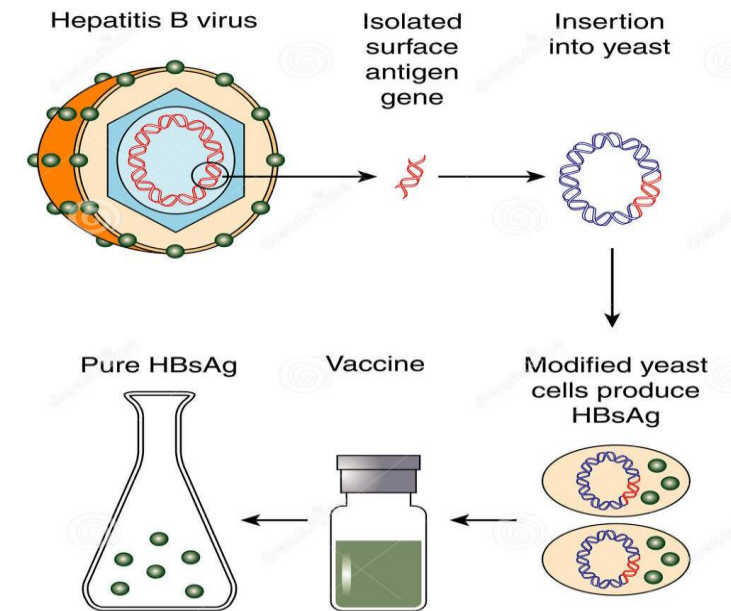 Hepatitis B virus
Isolated
surface
antigen
gene
Insertion
into yeast
Pure HBsAg
Vaccine
Modified yeast
cells produce
HBsAg